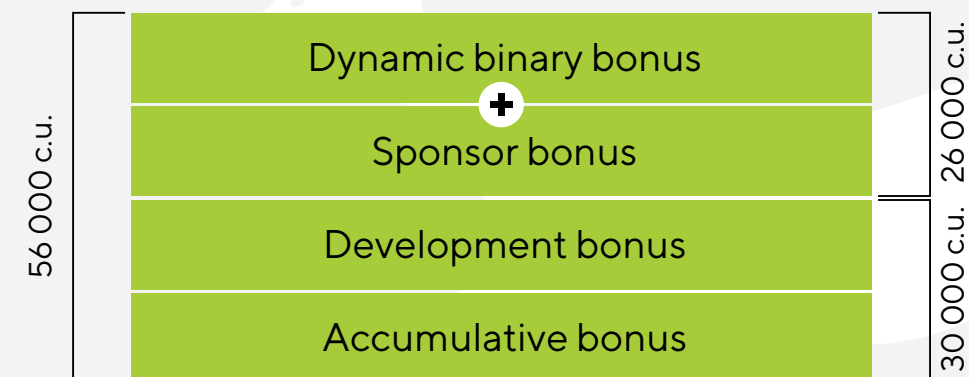 56 000 c.u.
Dynamic binary bonus
+
Sponsor bonus
Development bonus
Accumulative bonus
26 000 c.u.
30 000 c.u.